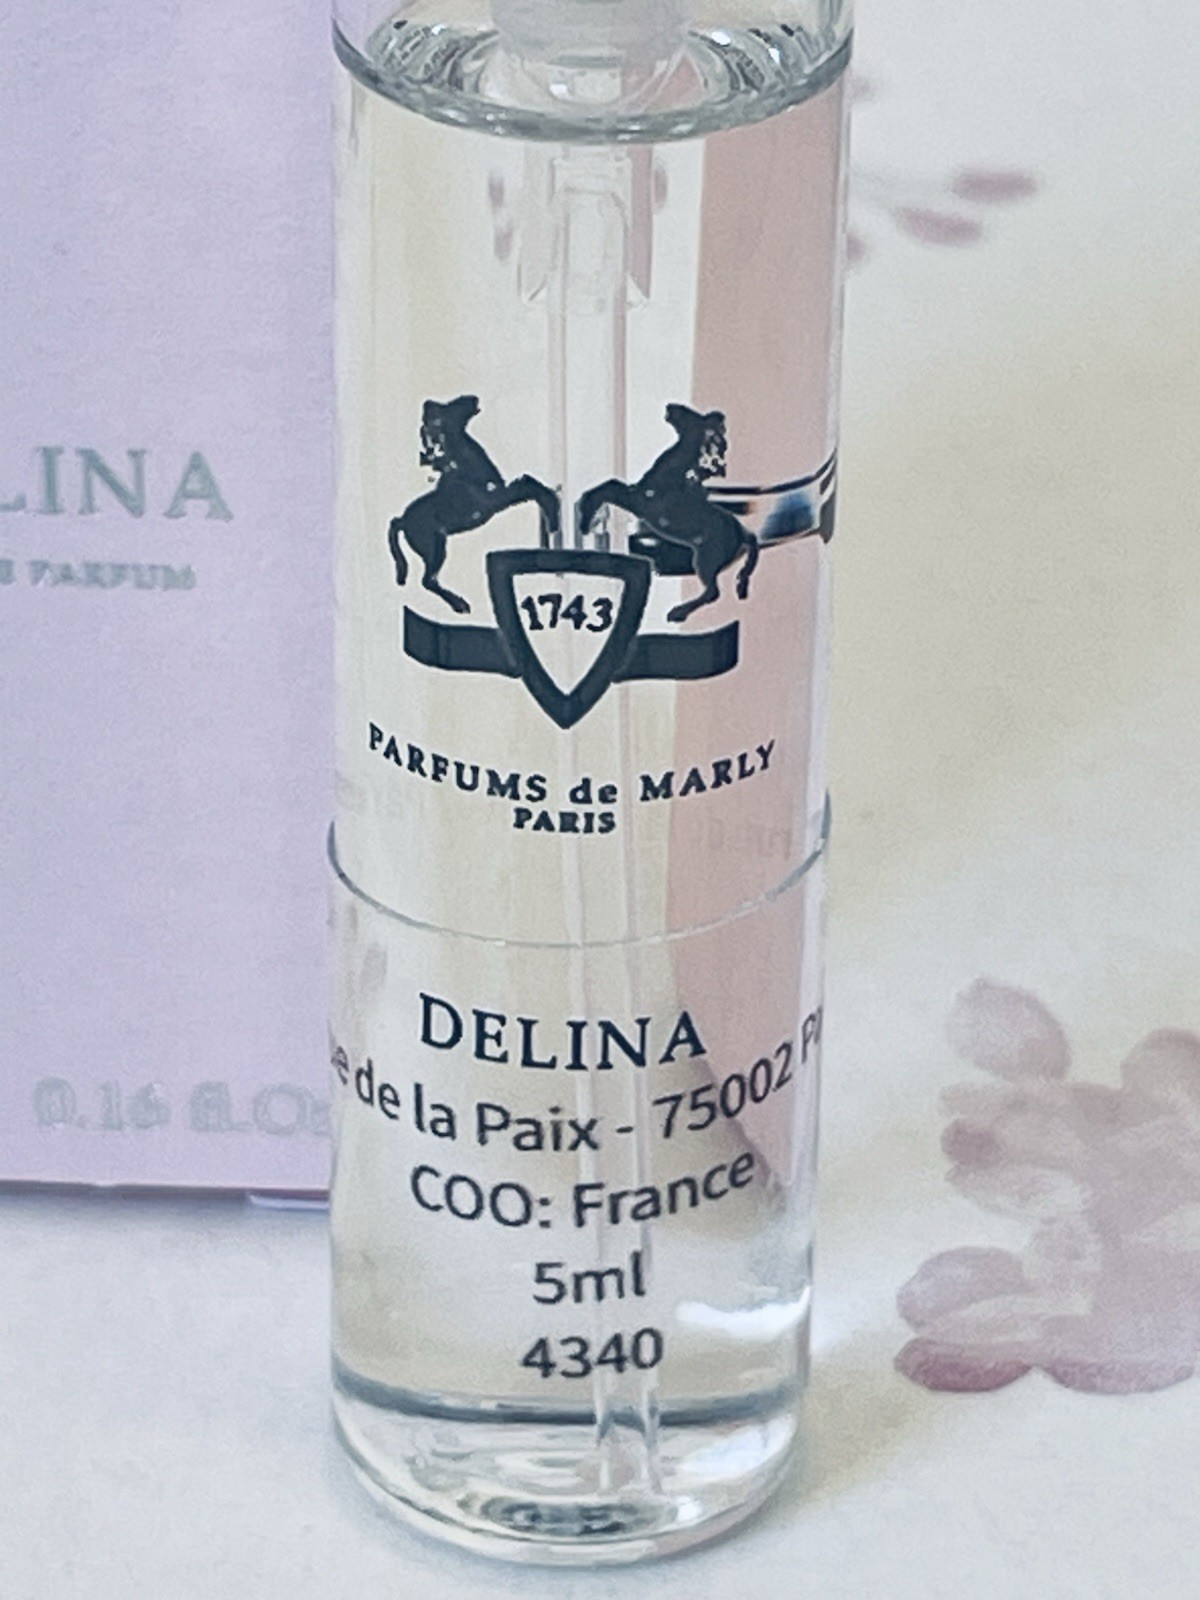 LINA
PARFUM
0.16 fl.Oz
1743
PARFUMS de MARLY
PARIS
DELINA
de la Paix - 75002
COO: France
5ml
4340